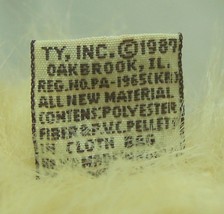 TY, INC. ©1987
OAKBROOK, IL.
REG. NO. PA-1965(KR)
ALL NEW MATERIAL
CONTENS: POLYESTER
FIBER & P.V.C. PELLETS
IN CLOTH BAG